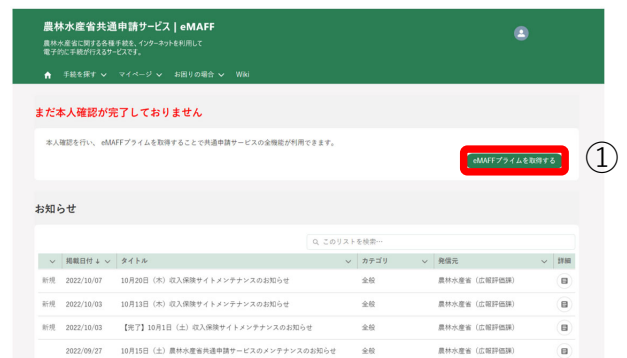 農林水産省共通申請サービス | eMAFF
農林水産省に関する各種手続を、インターネットを利用して
電子的に手続が行えるサービスです。
手続を探す マイページ お困りの場合 Wiki
まだ本人確認が完了しておりません
本人確認を行い、 eMAFFプライムを取得することで共通申請サービスの全機能が利用できます。
eMAFFプライムを取得する
①
お知らせ
このリストを検索…
掲載日付 ↓ タイトル カテゴリ 発信元 詳細
新規 2022/10/07 10月20日（木）収入保険サイトメンテナンスのお知らせ 全般 農林水産省（広報評価課）
新規 2022/10/03 10月13日（木）収入保険サイトメンテナンスのお知らせ 全般 農林水産省（広報評価課）
新規 2022/10/03 【完了】10月1日（土）収入保険サイトメンテナンスのお知らせ 全般 農林水産省（広報評価課）
2022/09/27 10月15日（土）農林水産省共通申請サービスのメンテナンスのお知らせ 全般 農林水産省（広報評価課）